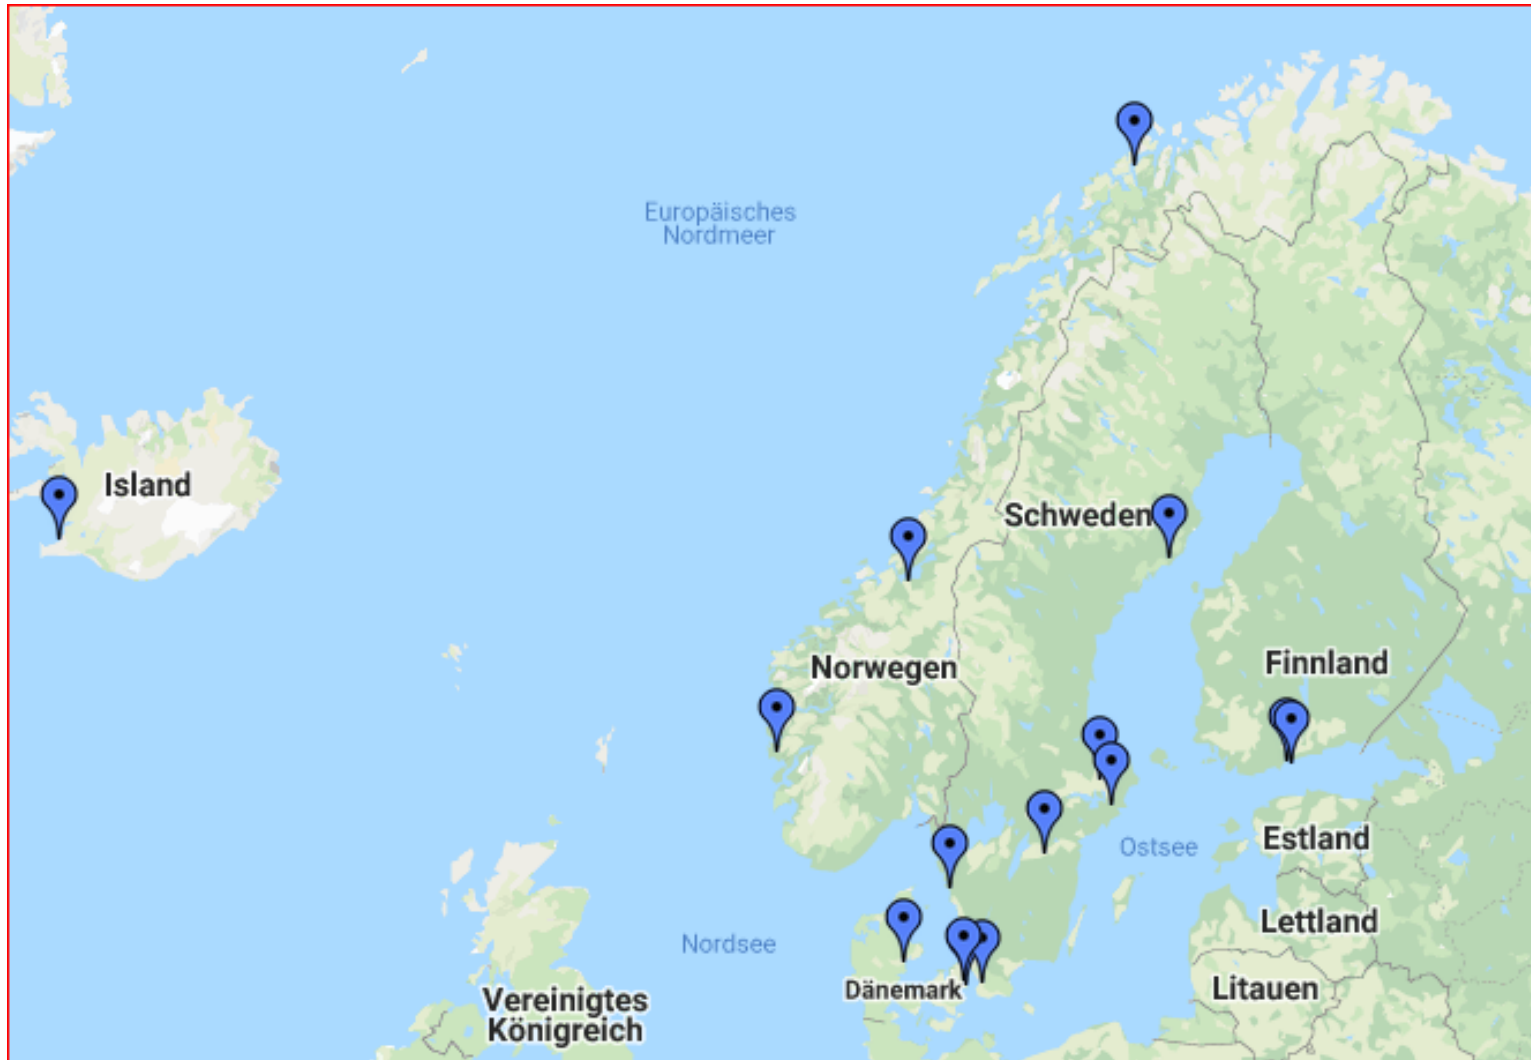 Europäisches
Nordmeer
Island
Schweden
Norwegen
Finnland
Estland
Ostsee
Lettland
Nordsee
Dänemark
Litauen
Vereinigtes
Königreich